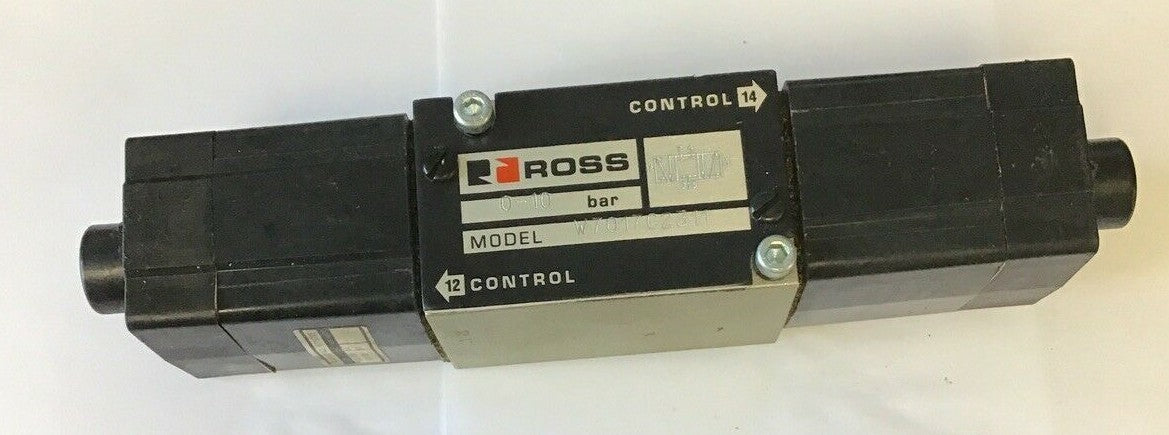 CONTROL 14
ROSS
0-10 bar
MODEL
12 CONTROL